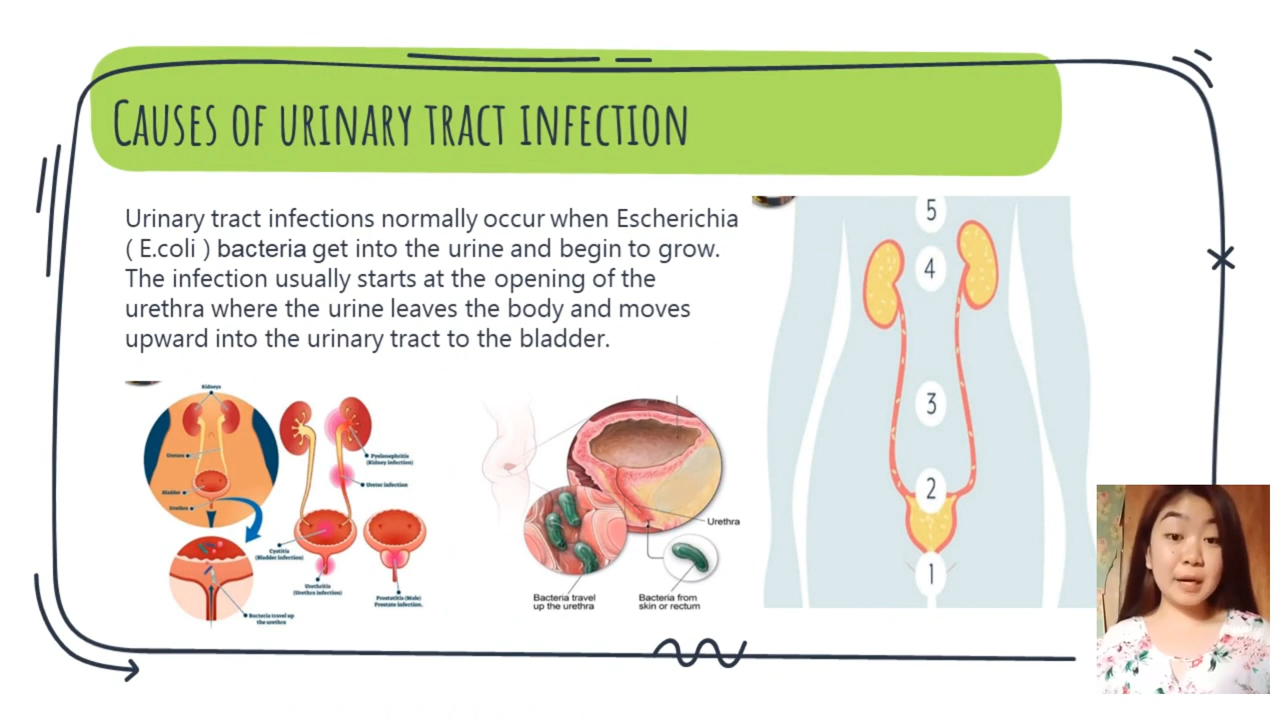 CAUSES OF URINARY TRACT INFECTION
Urinary tract infections normally occur when Escherichia
( E.coli ) bacteria get into the urine and begin to grow.
The infection usually starts at the opening of the
urethra where the urine leaves the body and moves
upward into the urinary tract to the bladder.
Kidneys
Ureters
Bladder
Urethra
Bacteria travel up
the urethra
Pyelonephritis
(Kidney infection)
Ureter infection
Cystitis
(Bladder infection)
Urethritis
(Urethra infection)
Prostatitis (Male)
Prostate infection.
Urethra
Bacteria travel
up the urethra
Bacteria from
skin or rectum
5
4
3
2
1